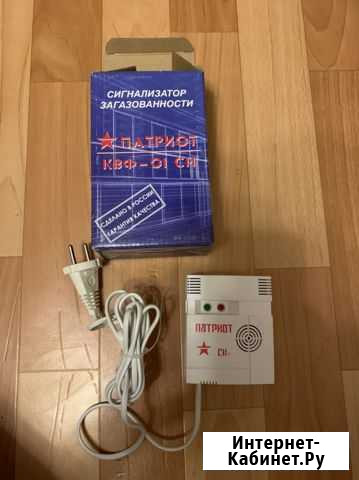 СИГНАЛИЗАТОР
ЗАГАЗОВАННОСТИ
ПАТРИОТ
КВФ-01 СН
СДЕЛАНО В РОССИИ
ГАРАНТИЯ КАЧЕСТВА
ПАТРИОТ
СН-
Интернет-
Кабинет.Ру